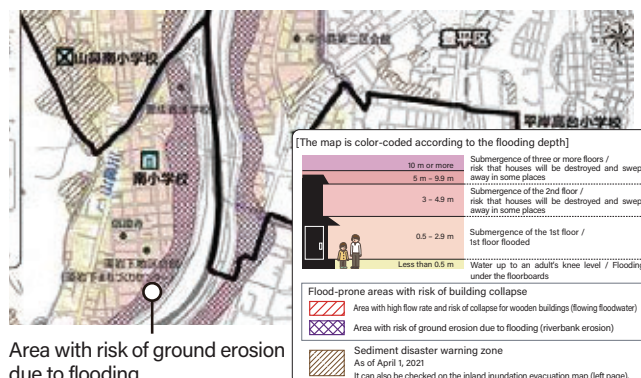 豊平区
山鼻南小学校
平岸高台小学校
南小学校
[The map is color-coded according to the flooding depth]
10 m or more
Submergence of three or more floors /
risk that houses will be destroyed and swep
5 m – 9.9 m
away in some places
3 – 4.9 m
Submergence of the 2nd floor /
risk that houses will be destroyed and swep
away in some places
0.5 – 2.9 m
Submergence of the 1st floor /
1st floor flooded
Less than 0.5 m
Water up to an adult's knee level / Flooding
under the floorboards
Flood-prone areas with risk of building collapse
Area with high flow rate and risk of collapse for wooden buildings (flowing floodwater)
Area with risk of ground erosion due to flooding (riverbank erosion)
Sediment disaster warning zone
As of April 1, 2021
It can also be checked on the inland inundation evacuation map (left page).
Area with risk of ground erosion
due to flooding